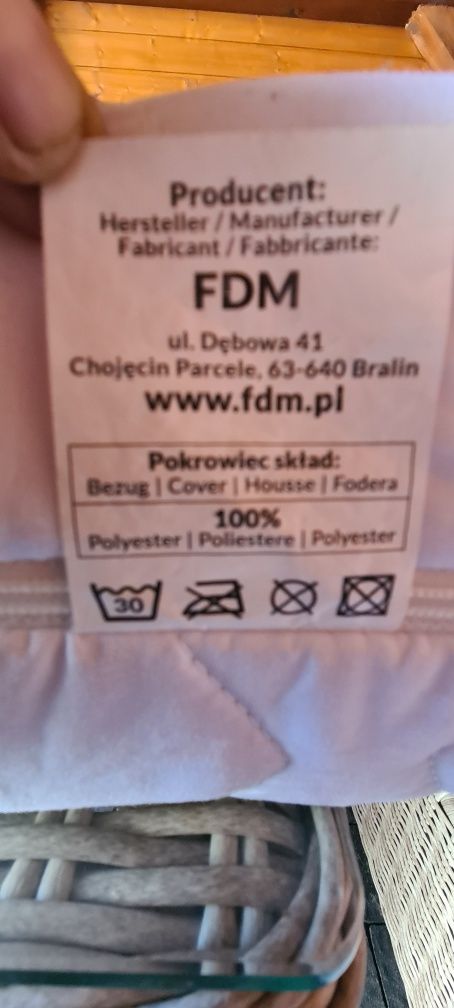 Producent:
Hersteller / Manufacturer /
Fabricant / Fabbricante:
FDM
ul. Dębowa 41
Chojęcin Parcele, 63-640 Bralin
www.fdm.pl
Pokrowiec skład:
Bezug | Cover | Housse | Fodera
100%
Polyester | Poliestere | Polyester
30